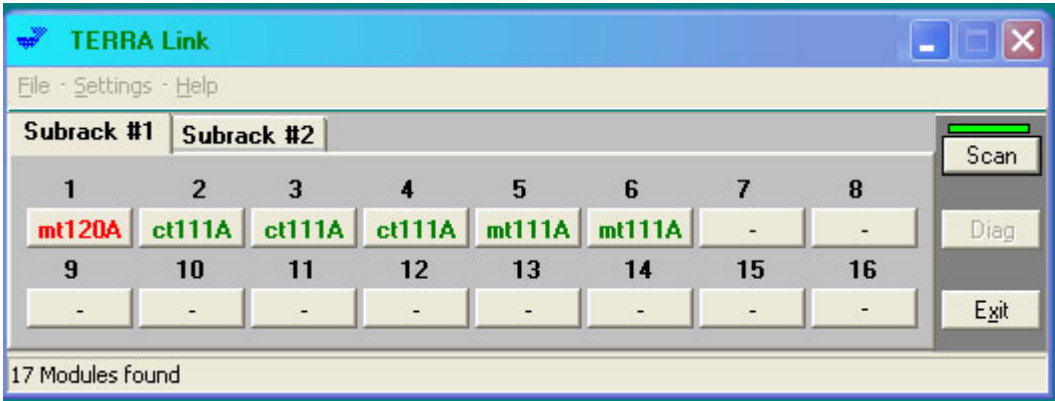 TERRA Link
File - Settings - Help
Subrack #1 Subrack #2
Scan
1 2 3 4 5 6 7 8
mt120A ct111A ct111A ct111A mt111A mt111A - -
Diag
9 10 11 12 13 14 15 16
- - - - - - - -
Exit
17 Modules found